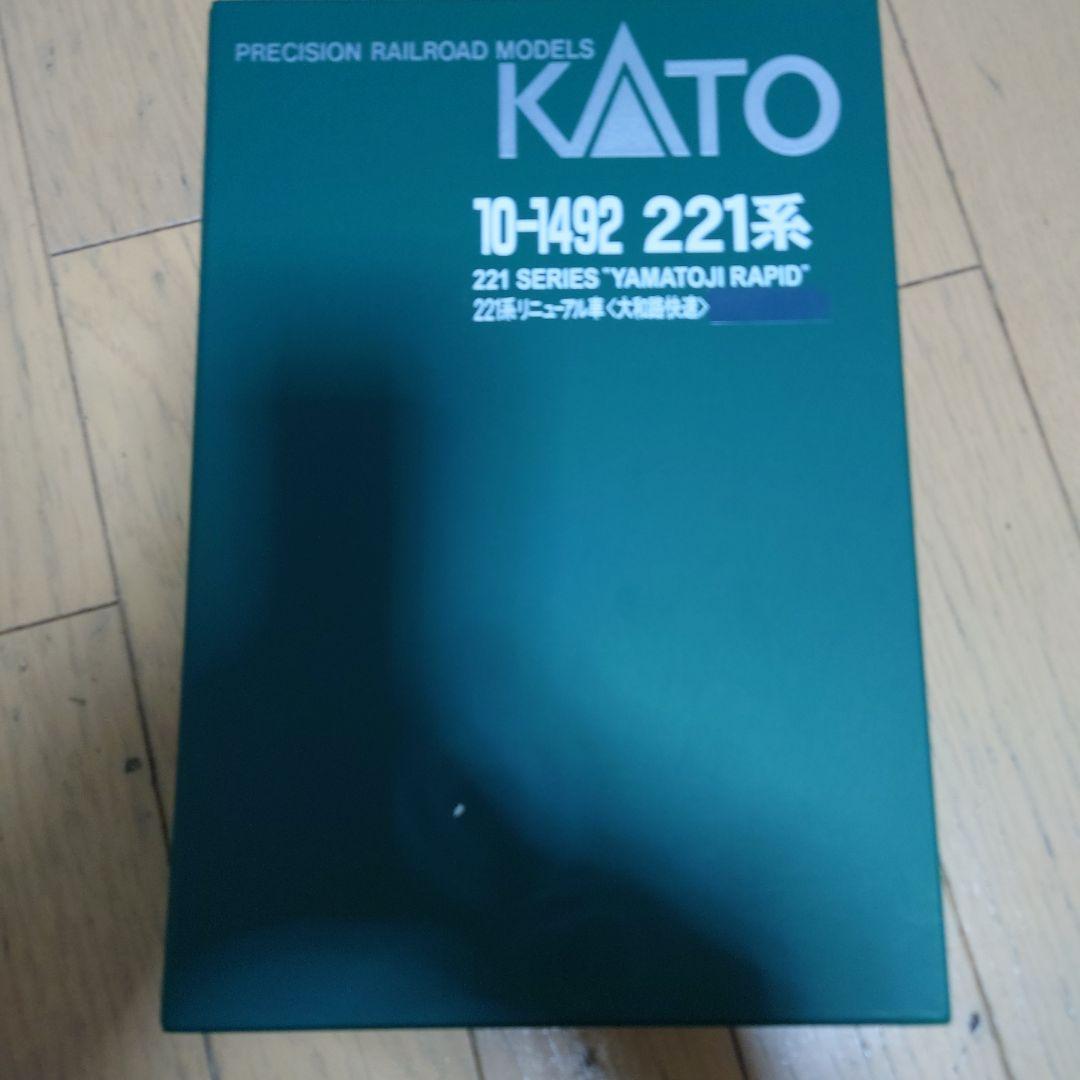 PRECISION RAILROAD MODELS
KATO
10-1492 221系
221 SERIES "YAMATOJI RAPID"
221系リニューアル車〈大和路快速〉